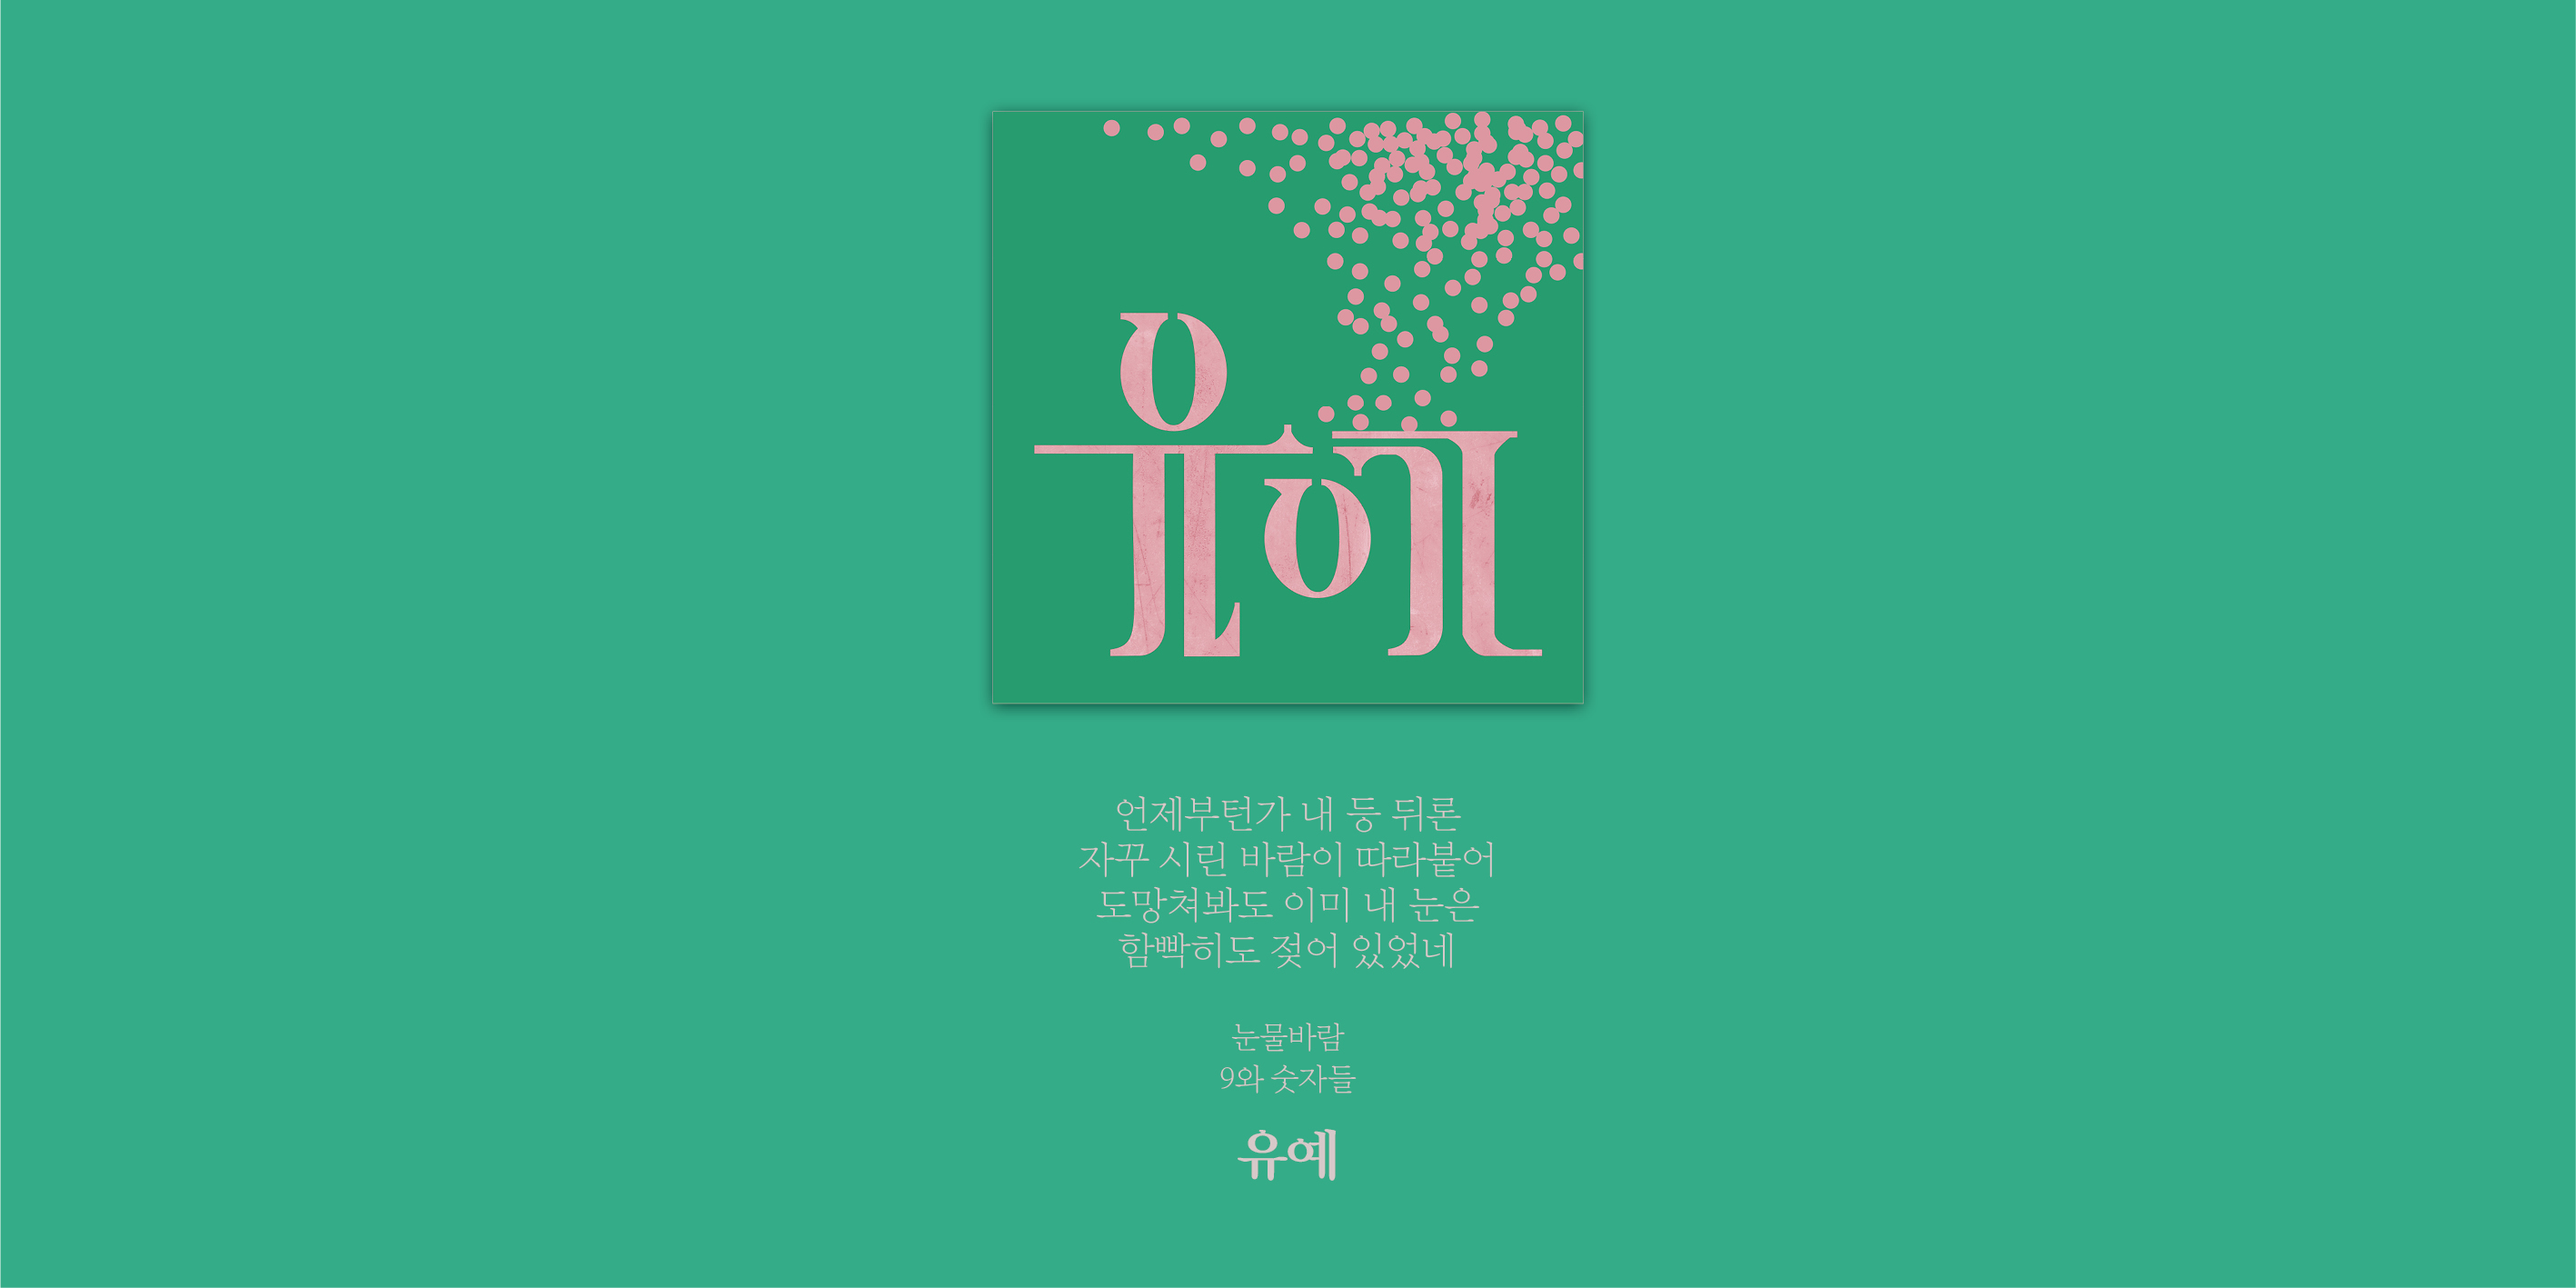 유예
언제부턴가 내 등 뒤론
자꾸 시린 바람이 따라붙어
도망쳐봐도 이미 내 눈은
함빡히도 젖어 있었네
눈물바람
9와 숫자들
유예